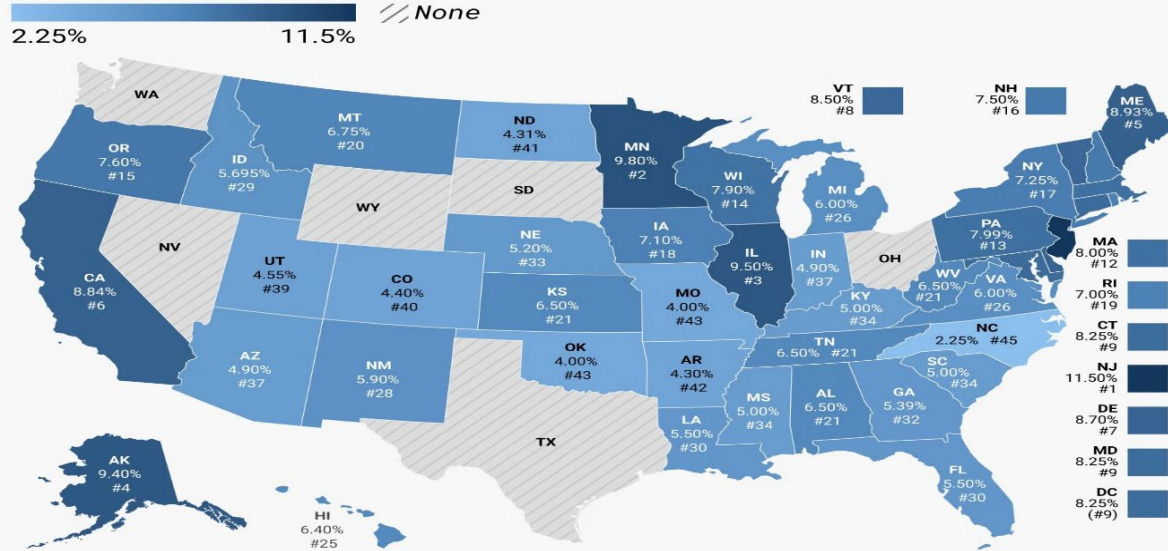 None
2.25%
11.5%
WA
VT
8.50%
#8
NH
7.50%
#16
ME
8.93%
#5
MT
6.75%
#20
ND
4.31%
#41
MN
9.80%
#2
OR
7.60%
#15
ID
5.695%
#29
WI
7.90%
#14
MI
6.00%
#26
NY
7.25%
#17
SD
WY
IA
7.10%
#18
PA
7.99%
#13
NV
NE
5.20%
#33
IL
9.50%
#3
IN
4.90%
#37
OH
MA
8.00%
#12
UT
4.55%
#39
CO
4.40%
#40
CA
8.84%
#6
WV
6.50%
#21
VA
6.00%
#26
RI
7.00%
#19
KS
6.50%
#21
MO
4.00%
#43
KY
5.00%
#34
CT
8.25%
#9
NC
2.25% #45
TN
6.50% #21
OK
4.00%
#43
AR
4.30%
#42
AZ
4.90%
#37
NM
5.90%
#28
SC
5.00%
#34
NJ
11.50%
#1
MS
5.00%
#34
AL
6.50%
#21
GA
5.39%
#32
DE
8.70%
#7
LA
5.50%
#30
TX
MD
8.25%
#9
AK
9.40%
#4
FL
5.50%
#30
DC
8.25%
(#9)
HI
6.40%
#25